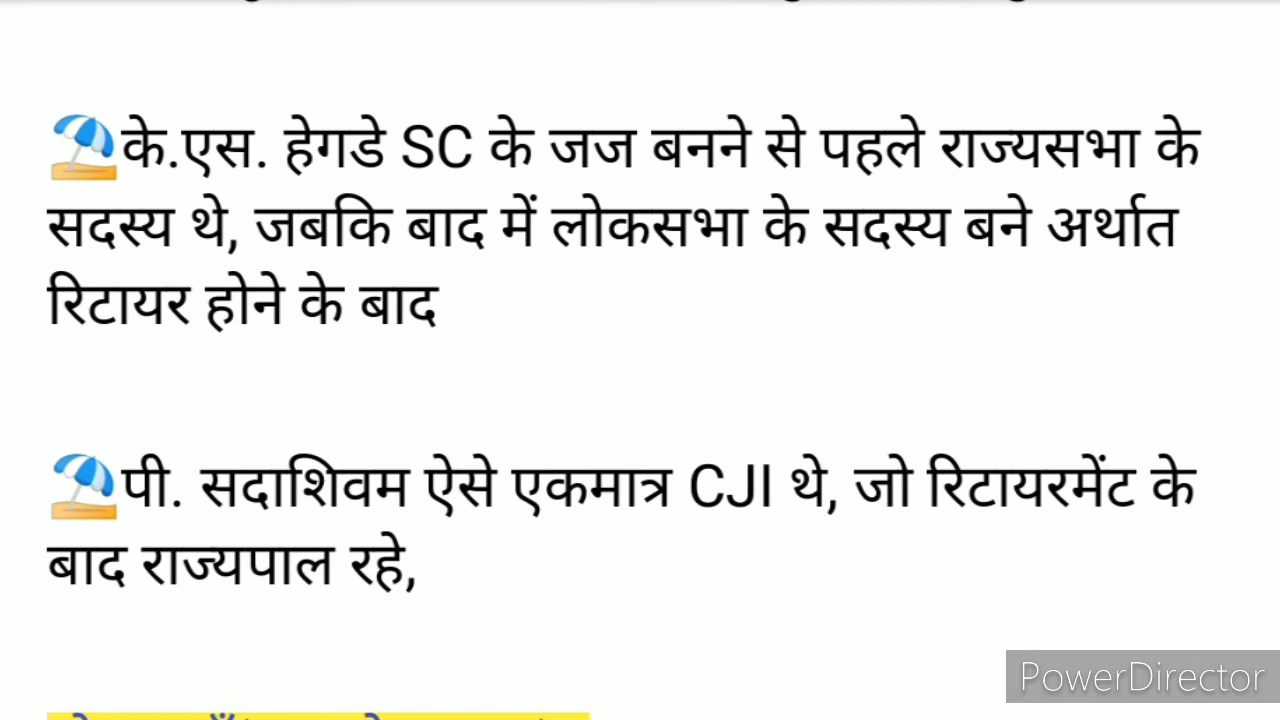 🏖️के.एस. हेगडे SC के जज बनने से पहले राज्यसभा के
सदस्य थे, जबकि बाद में लोकसभा के सदस्य बने अर्थात
रिटायर होने के बाद
🏖️पी. सदाशिवम ऐसे एकमात्र CJI थे, जो रिटायरमेंट के
बाद राज्यपाल रहे,
PowerDirector